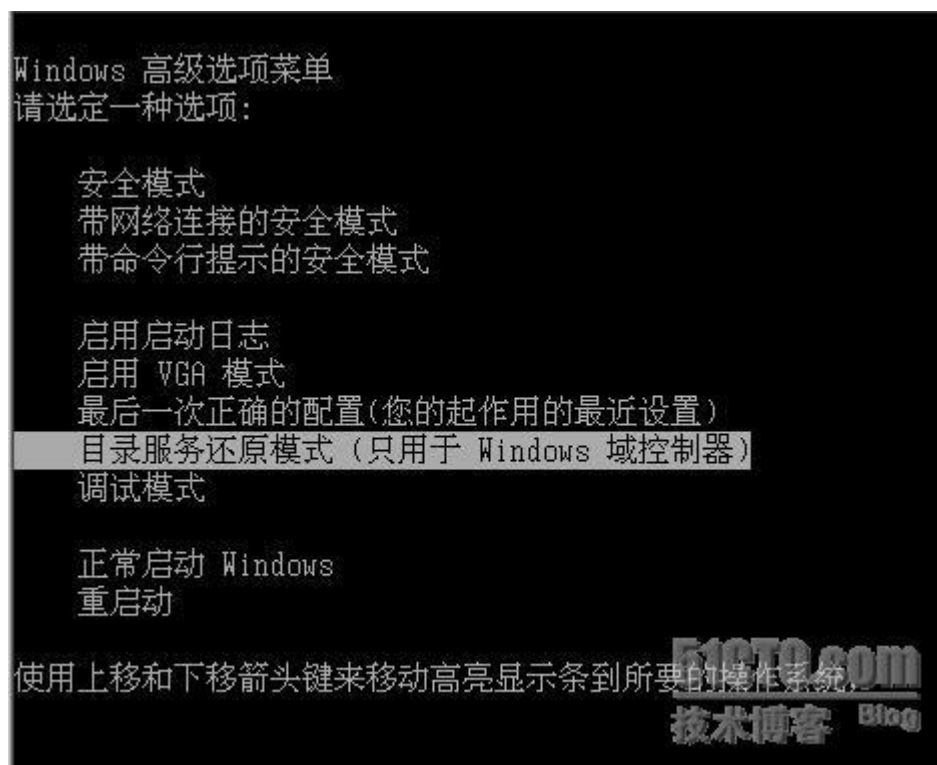 Windows 高级选项菜单
请选定一种选项:
安全模式
带网络连接的安全模式
带命令行提示的安全模式
启用启动日志
启用 VGA 模式
最后一次正确的配置(您的起作用的最近设置)
目录服务还原模式 (只用于 Windows 域控制器)
调试模式
正常启动 Windows
重启动
使用上移和下移箭头键来移动高亮显示条到所要的操作系统,
51CTO.com
技术博客 Blog